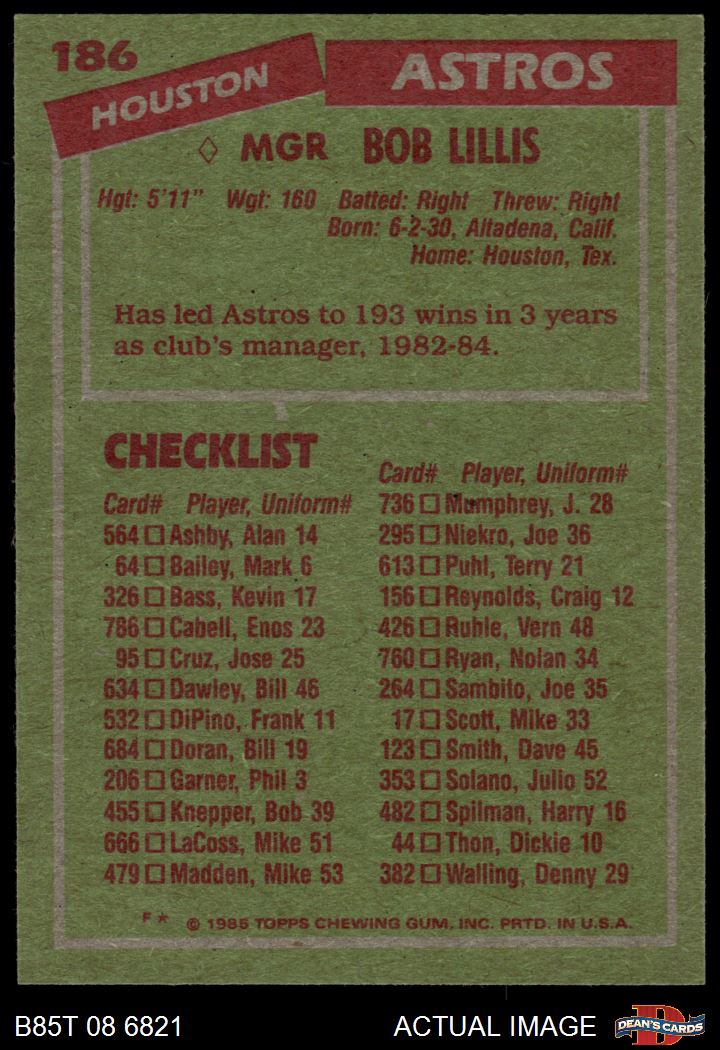 186
HOUSTON ASTROS
◇ MGR BOB LILLIS
Hgt: 5'11" Wgt: 160 Batted: Right Threw: Right
Born: 6-2-30, Altadena, Calif.
Home: Houston, Tex.
Has led Astros to 193 wins in 3 years
as club's manager, 1982-84.
CHECKLIST
Card# Player, Uniform#
564 □ Ashby, Alan 14
64 □ Bailey, Mark 6
326 □ Bass, Kevin 17
786 □ Cabell, Enos 23
95 □ Cruz, Jose 25
634 □ Dawley, Bill 46
532 □ DiPino, Frank 11
684 □ Doran, Bill 19
206 □ Garner, Phil 3
455 □ Knepper, Bob 39
666 □ LaCoss, Mike 51
479 □ Madden, Mike 53
Card# Player, Uniform#
736 □ Mumphrey, J. 28
295 □ Niekro, Joe 36
613 □ Puhl, Terry 21
156 □ Reynolds, Craig 12
426 □ Ruhle, Vern 48
760 □ Ryan, Nolan 34
264 □ Sambito, Joe 35
17 □ Scott, Mike 33
123 □ Smith, Dave 45
353 □ Solano, Julio 52
482 □ Spilman, Harry 16
44 □ Thon, Dickie 10
382 □ Walling, Denny 29
F* © 1985 TOPPS CHEWING GUM, INC. PRTD. IN U.S.A.
B85T 08 6821
ACTUAL IMAGE
D
DEAN'S CARDS